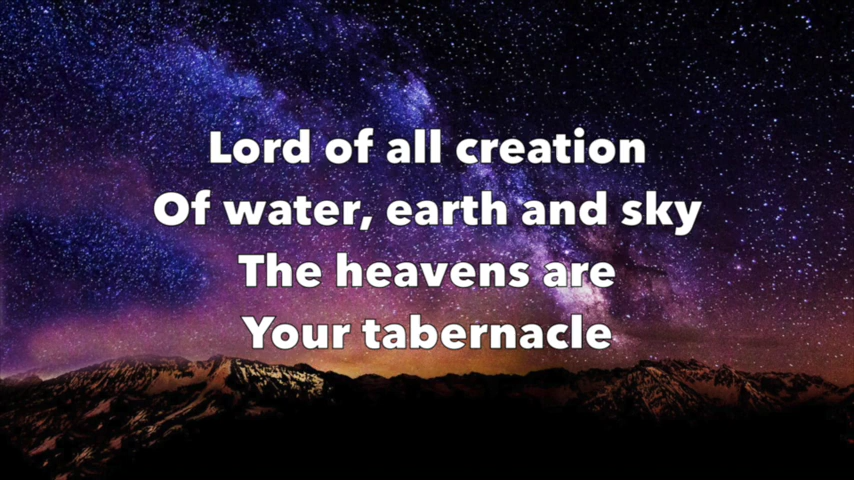 Lord of all creation
Of water, earth and sky
The heavens are
Your tabernacle